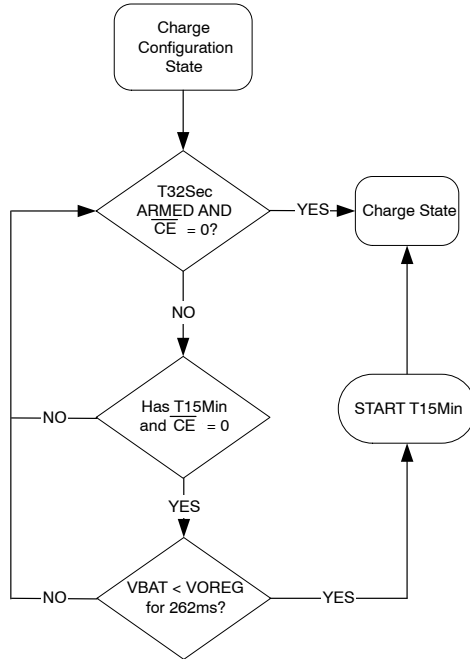 Charge
Configuration
State
T32Sec
ARMED AND
CE = 0?
YES
Charge State
NO
Has T15Min
and CE = 0
NO
START T15Min
YES
VBAT < VOREG
for 262ms?
NO
YES